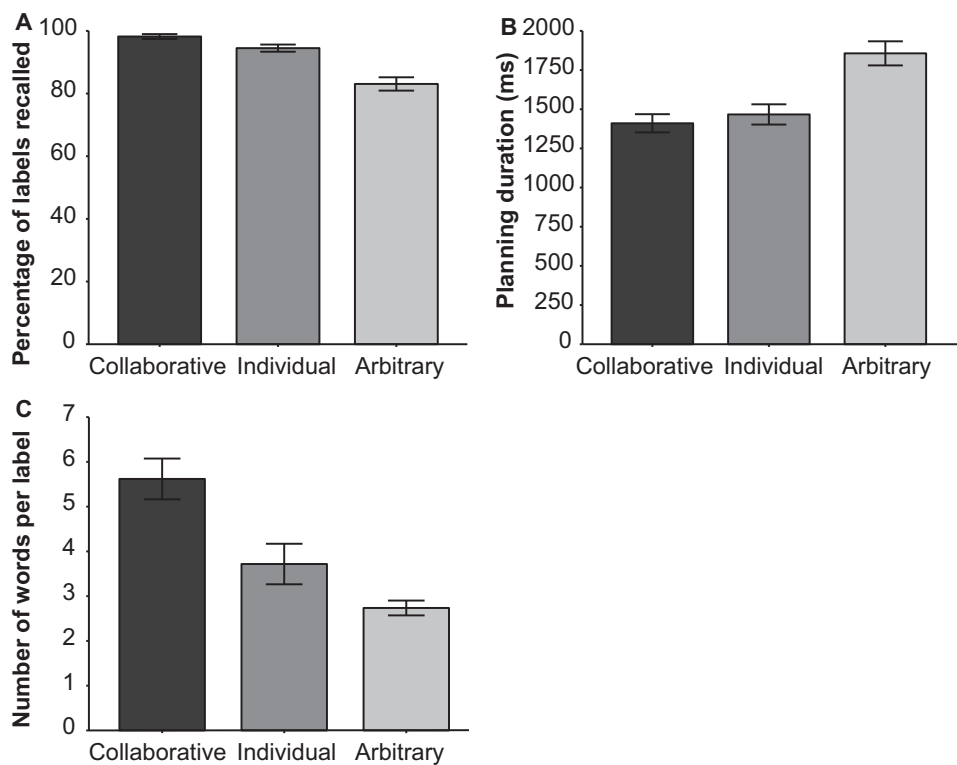 A
Percentage of labels recalled
100
80
60
40
20
0
Collaborative Individual Arbitrary
B
Planning duration (ms)
2000
1750
1500
1250
1000
750
500
250
0
Collaborative Individual Arbitrary
C
Number of words per label
7
6
5
4
3
2
1
0
Collaborative Individual Arbitrary